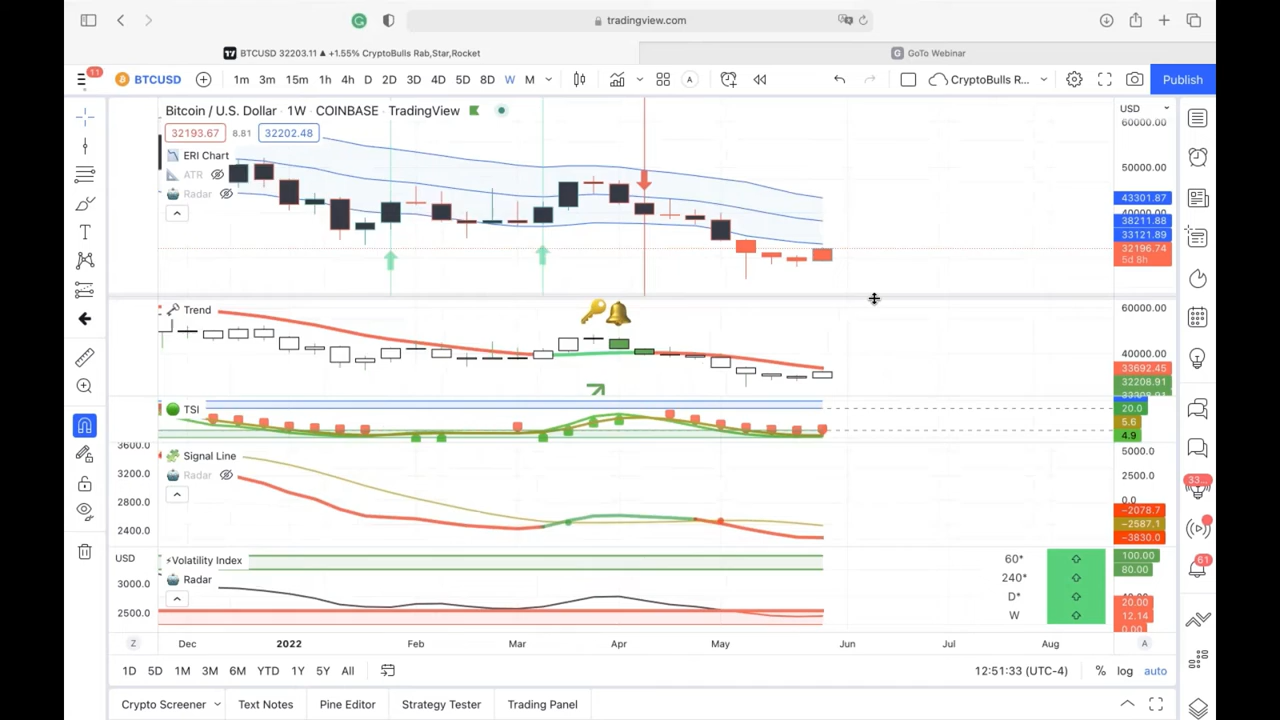 tradingview.com
BTCUSD 32203.11 ▲ +1.55% CryptoBulls Rab,Star,Rocket
G GoTo Webinar
11
BTCUSD 1m 3m 15m 1h 4h D 2D 3D 4D 5D 8D W M A CryptoBulls R... Publish
Bitcoin / U.S. Dollar · 1W · COINBASE · TradingView
USD
60000.00
32193.67 8.81 32202.48
ERI Chart
50000.00
ATR
Radar
43301.87
40000.00
38211.88
33121.89
32196.74
5d 8h
Trend
60000.00
40000.00
33692.45
32208.91
TSI
20.0
5.6
4.9
3600.0
Signal Line
5000.0
Radar
3200.0
2500.0
2800.0
0.0
−2078.7
−2587.1
2400.0
−3830.0
USD
Volatility Index
60*
100.00
80.00
Radar
240*
3000.0
D*
20.00
2500.0
W
12.14
0.00
33...
61
Z Dec 2022 Feb Mar Apr May Jun Jul Aug A
1D 5D 1M 3M 6M YTD 1Y 5Y All 12:51:33 (UTC-4) % log auto
Crypto Screener Text Notes Pine Editor Strategy Tester Trading Panel